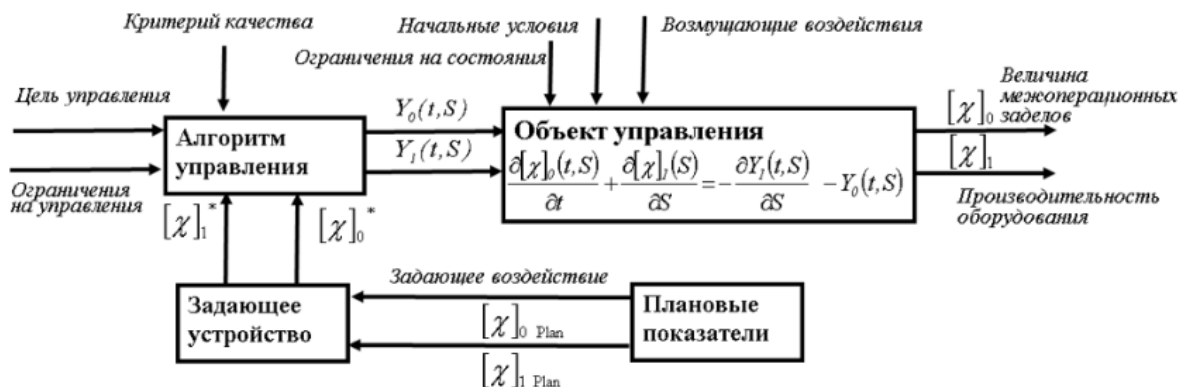 Критерий качества
Начальные условия
Возмущающие воздействия
Ограничения на состояния
Цель управления
Алгоритм
управления
Y₀(t,S)
Y₁(t,S)
Объект управления
∂[χ]₀(t,S)/∂t + ∂[χ]₁(S)/∂S = −∂Y₁(t,S)/∂S −Y₀(t,S)
[χ]₀
[χ]₁
Величина
межоперационных
заделов
Производительность
оборудования
Ограничения
на управления
[χ]₁*
[χ]₀*
Задающее
устройство
Задающее воздействие
[χ]₀ Plan
[χ]₁ Plan
Плановые
показатели